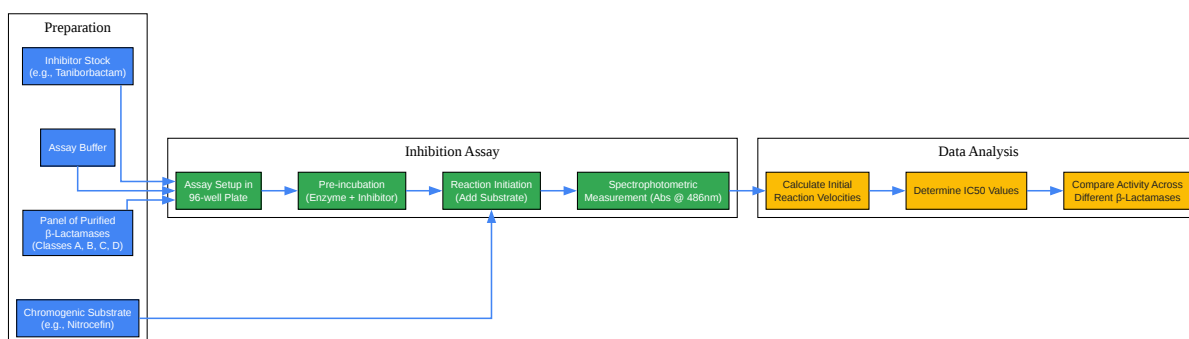 Preparation
Inhibitor Stock
(e.g., Taniborbactam)
Assay Buffer
Panel of Purified
β-Lactamases
(Classes A, B, C, D)
Chromogenic Substrate
(e.g., Nitrocefin)
Inhibition Assay
Assay Setup in
96-well Plate
Pre-incubation
(Enzyme + Inhibitor)
Reaction Initiation
(Add Substrate)
Spectrophotometric
Measurement (Abs @ 486nm)
Data Analysis
Calculate Initial
Reaction Velocities
Determine IC50 Values
Compare Activity Across
Different β-Lactamases